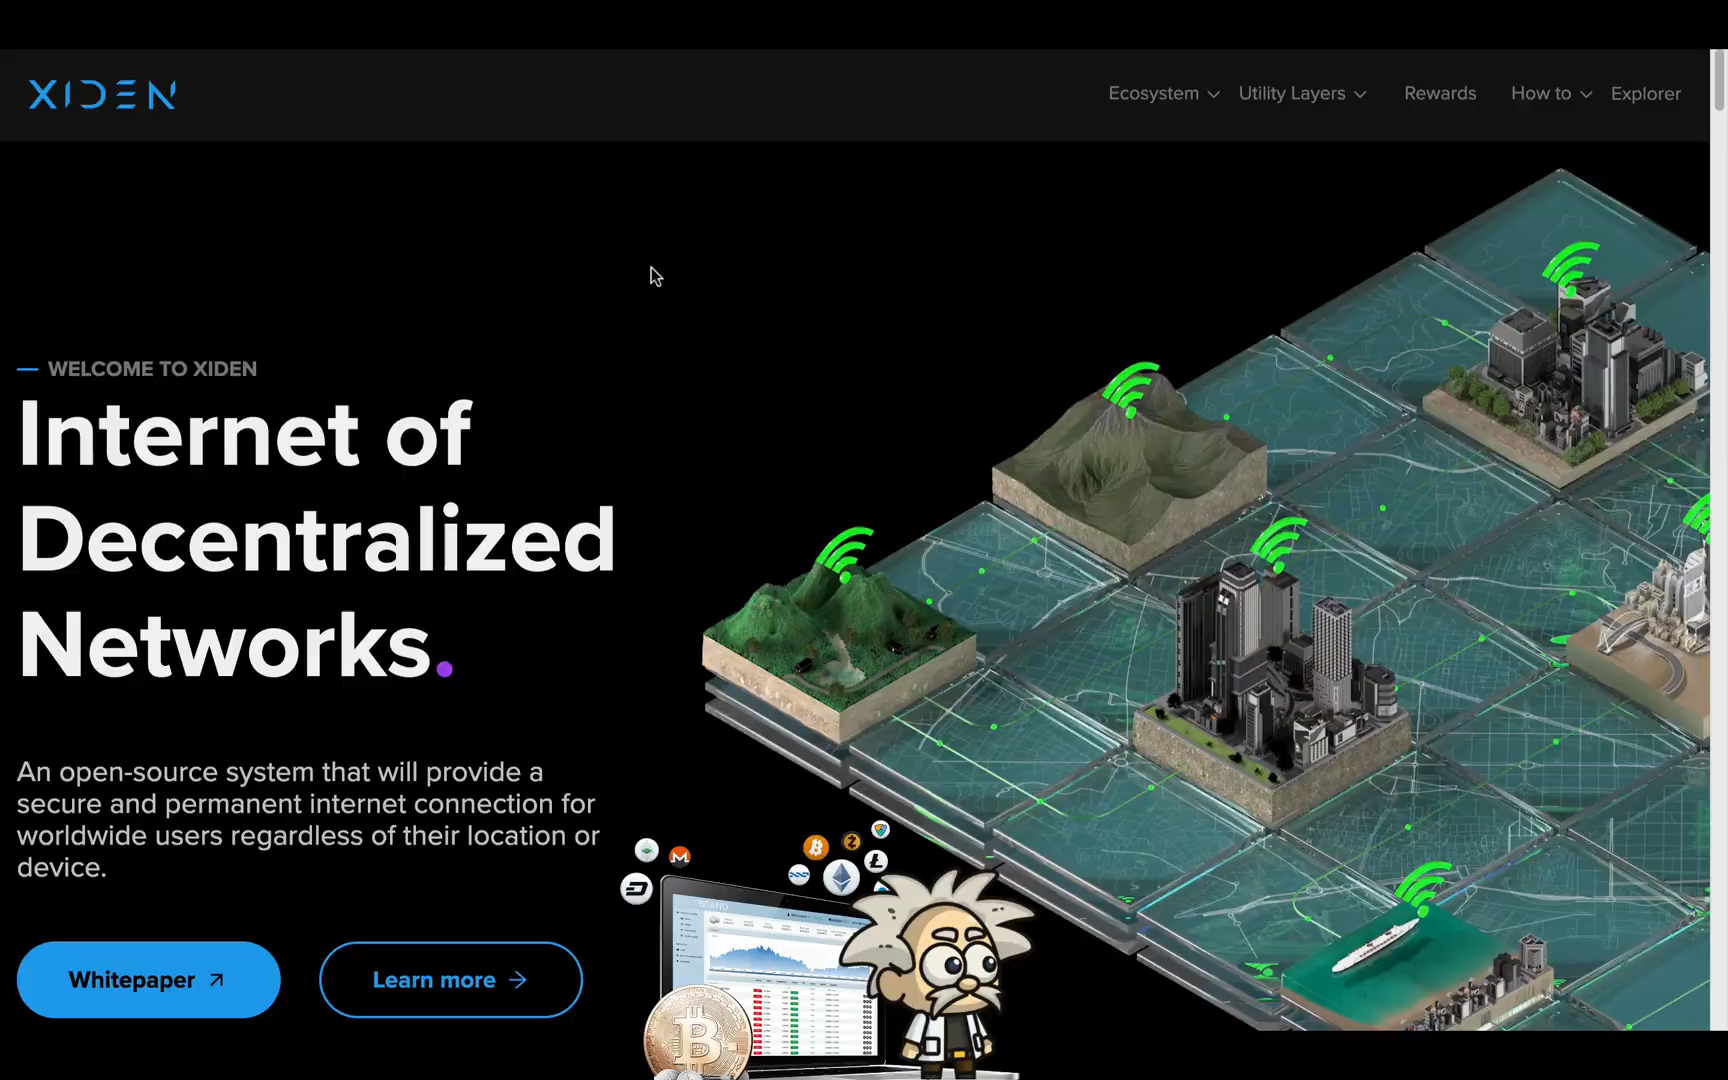 XIDEN
Ecosystem
Utility Layers
Rewards
How to
Explorer
WELCOME TO XIDEN
Internet of
Decentralized
Networks.
An open-source system that will provide a
secure and permanent internet connection for
worldwide users regardless of their location or
device.
Whitepaper
Learn more